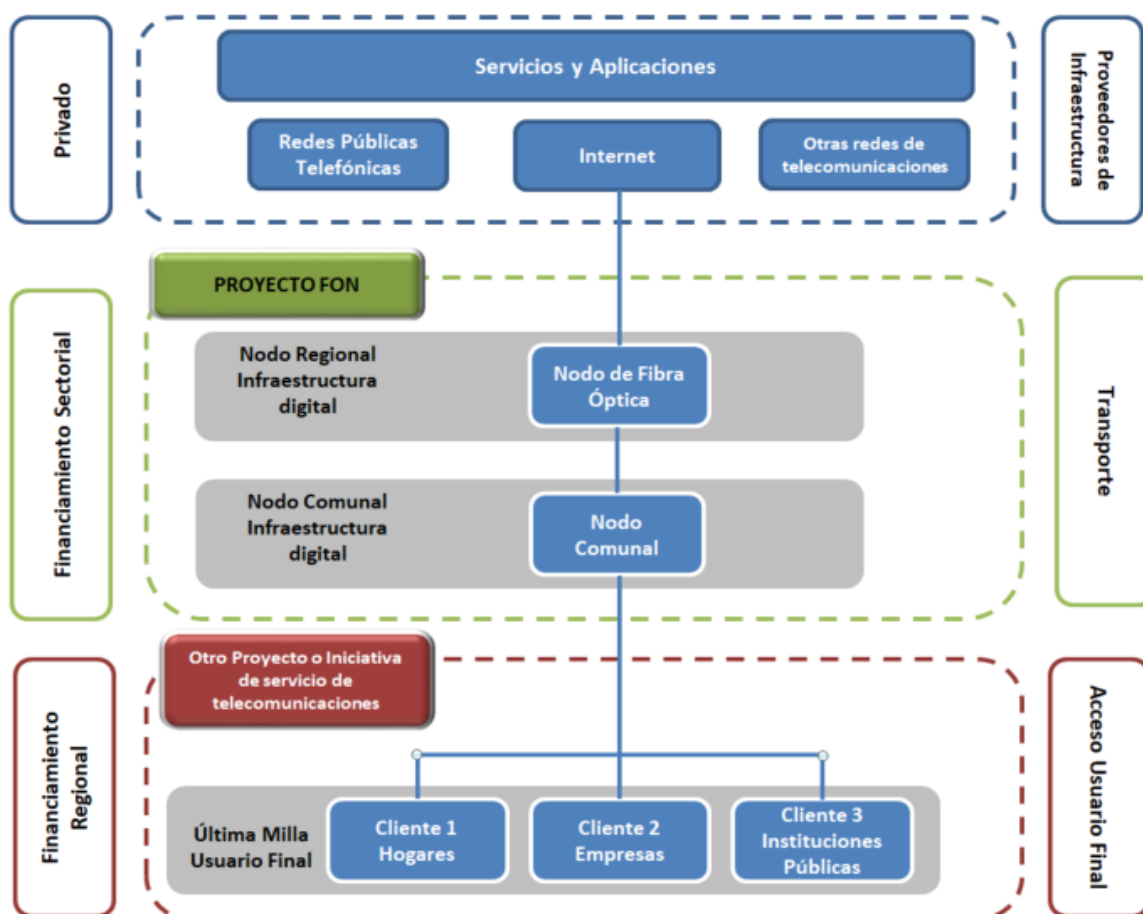 Servicios y Aplicaciones
Privado
Redes Públicas
Telefónicas
Internet
Otras redes de
telecomunicaciones
Proveedores de
Infraestructura
PROYECTO FON
Financiamiento Sectorial
Nodo Regional
Infraestructura
digital
Nodo de Fibra
Óptica
Nodo Comunal
Infraestructura
digital
Nodo
Comunal
Transporte
Otro Proyecto o Iniciativa
de servicio de
telecomunicaciones
Financiamiento
Regional
Última Milla
Usuario Final
Cliente 1
Hogares
Cliente 2
Empresas
Cliente 3
Instituciones
Públicas
Acceso Usuario Final